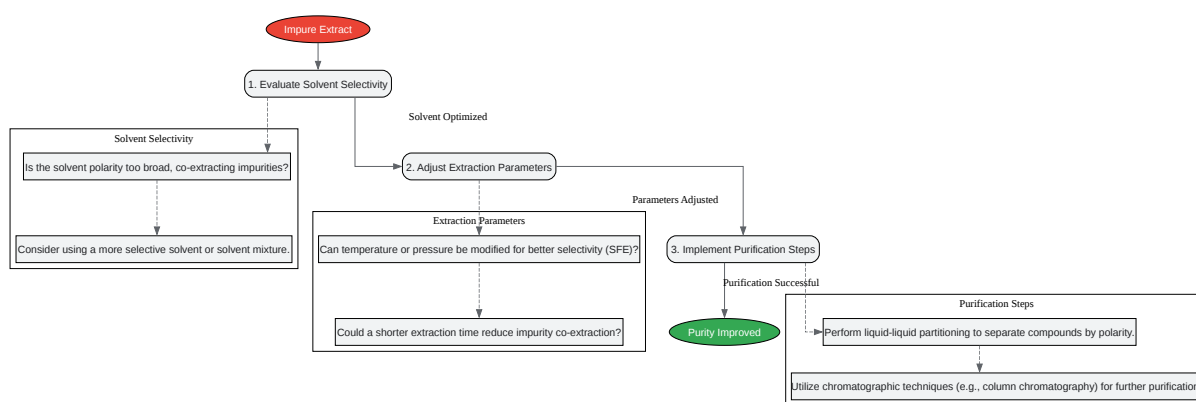 Impure Extract
1. Evaluate Solvent Selectivity
Solvent Optimized
Solvent Selectivity
Is the solvent polarity too broad, co-extracting impurities?
Consider using a more selective solvent or solvent mixture.
2. Adjust Extraction Parameters
Parameters Adjusted
Extraction Parameters
Can temperature or pressure be modified for better selectivity (SFE)?
Could a shorter extraction time reduce impurity co-extraction?
3. Implement Purification Steps
Purification Successful
Purity Improved
Purification Steps
Perform liquid-liquid partitioning to separate compounds by polarity.
Utilize chromatographic techniques (e.g., column chromatography) for further purification